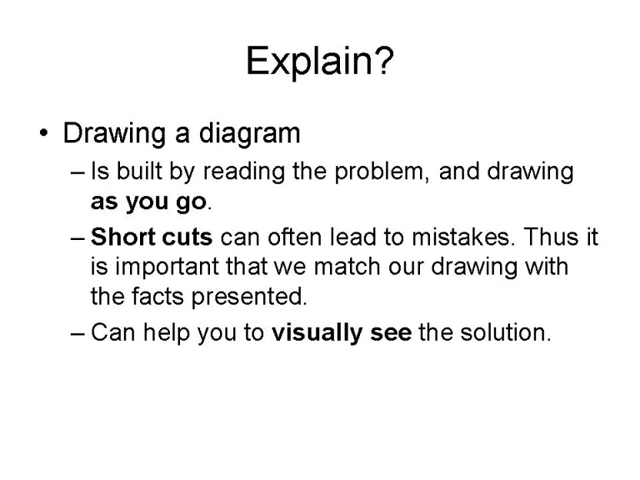 Explain?
• Drawing a diagram
– Is built by reading the problem, and drawing
as you go.
– Short cuts can often lead to mistakes. Thus it
is important that we match our drawing with
the facts presented.
– Can help you to visually see the solution.